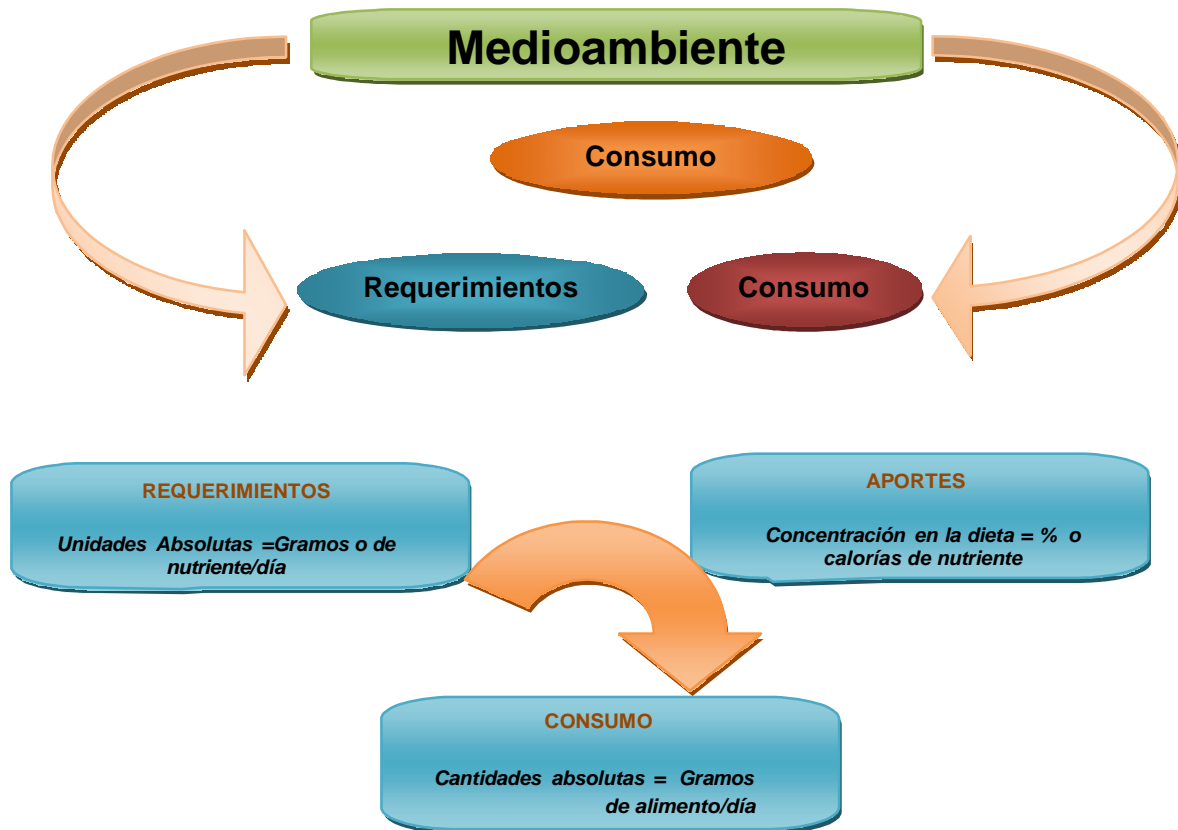 Medioambiente
Consumo
Requerimientos
Consumo
REQUERIMIENTOS
Unidades Absolutas =Gramos o de
nutriente/día
APORTES
Concentración en la dieta = % o
calorías de nutriente
CONSUMO
Cantidades absolutas = Gramos
de alimento/día